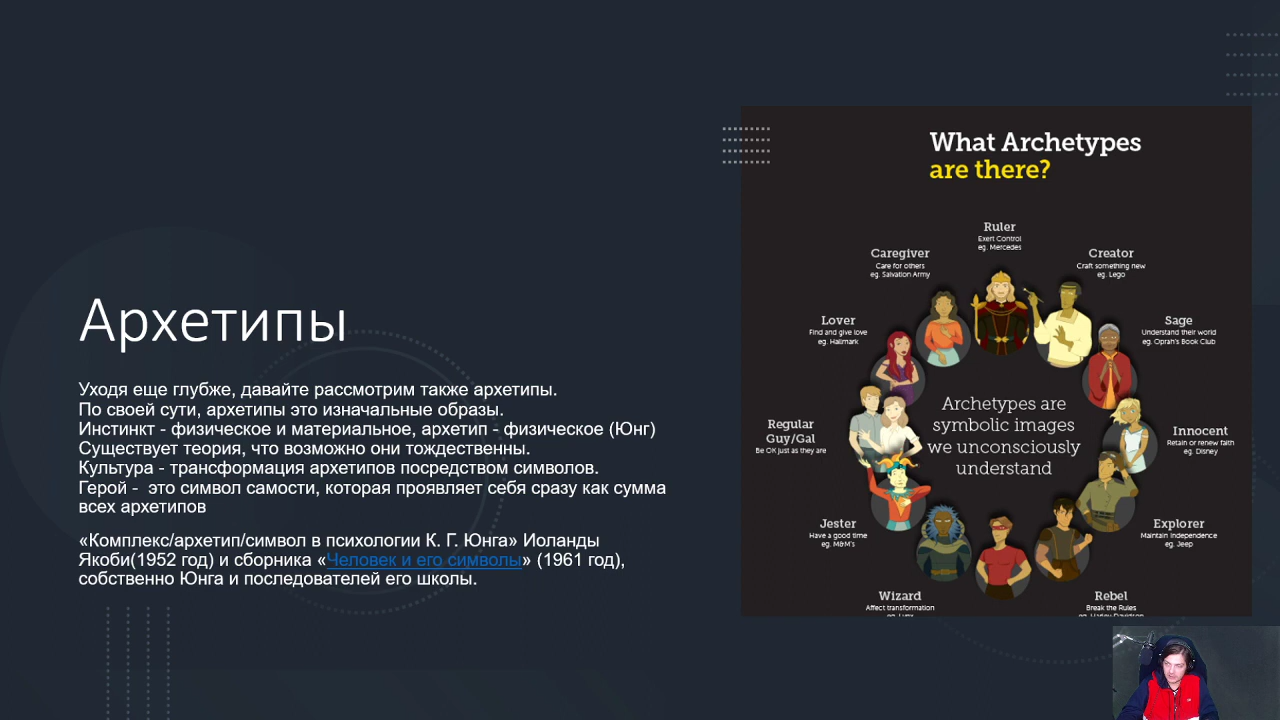 Архетипы
Уходя еще глубже, давайте рассмотрим также архетипы.
По своей сути, архетипы это изначальные образы.
Инстинкт - физическое и материальное, архетип - физическое (Юнг)
Существует теория, что возможно они тождественны.
Культура - трансформация архетипов посредством символов.
Герой - это символ самости, которая проявляет себя сразу как сумма
всех архетипов
«Комплекс/архетип/символ в психологии К. Г. Юнга» Иоланды
Якоби(1952 год) и сборника «Человек и его символы» (1961 год),
собственно Юнга и последователей его школы.
What Archetypes
are there?
Ruler
Exert Control
eg. Mercedes
Caregiver
Care for others
eg. Salvation Army
Creator
Craft something new
eg. Lego
Lover
Find and give love
eg. Hallmark
Sage
Understand their world
eg. Oprah's Book Club
Regular
Guy/Gal
Be OK just as they are
Archetypes are
symbolic images
we unconsciously
understand
Innocent
Retain or renew faith
eg. Disney
Jester
Have a good time
eg. M&M's
Explorer
Maintain Independence
eg. Jeep
Wizard
Affect transformation
Rebel
Break the Rules
eg. Harley Davidson